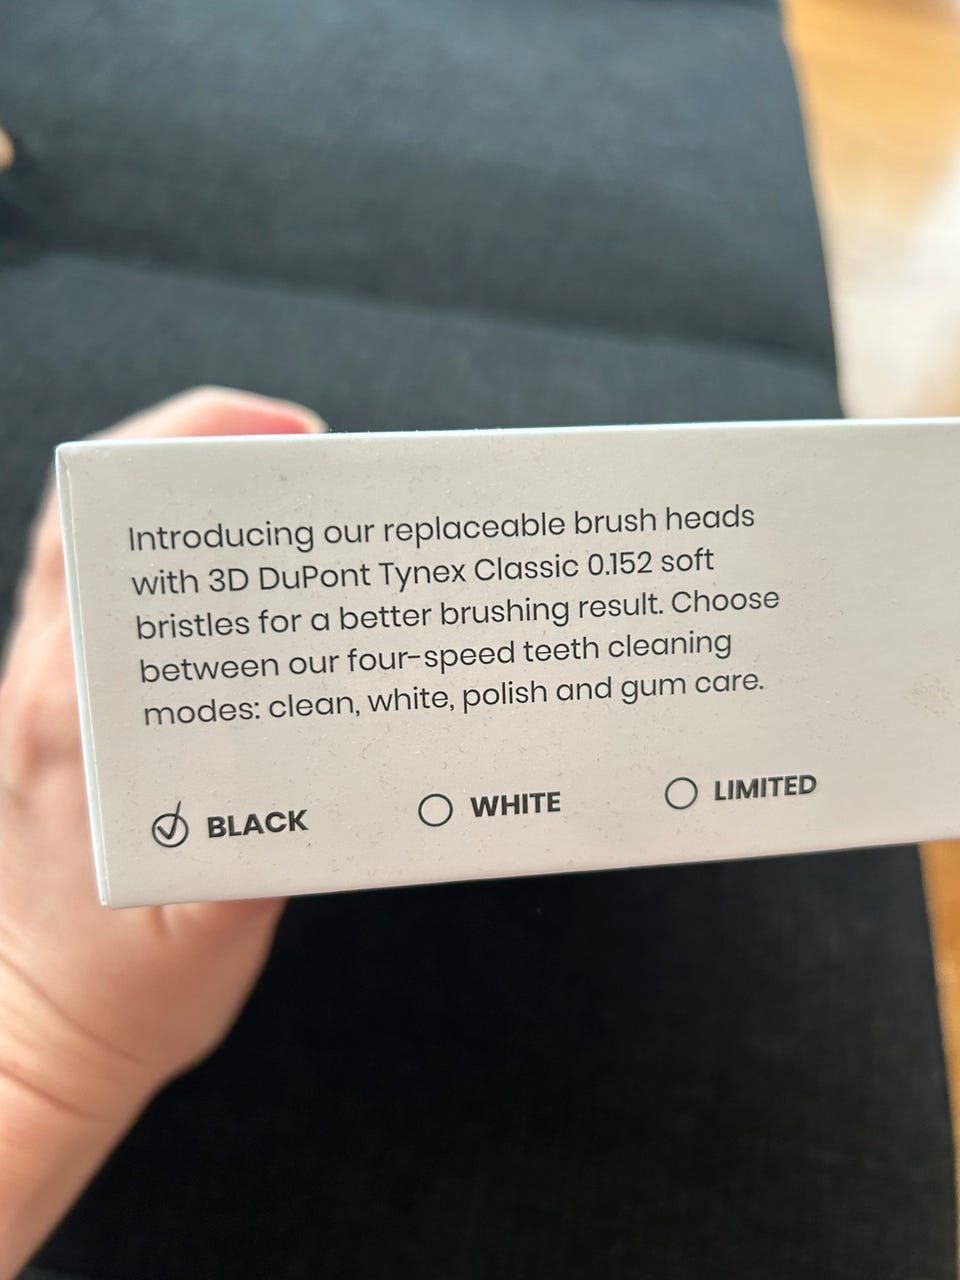 Introducing our replaceable brush heads
with 3D DuPont Tynex Classic 0.152 soft
bristles for a better brushing result. Choose
between our four-speed teeth cleaning
modes: clean, white, polish and gum care.
BLACK WHITE LIMITED